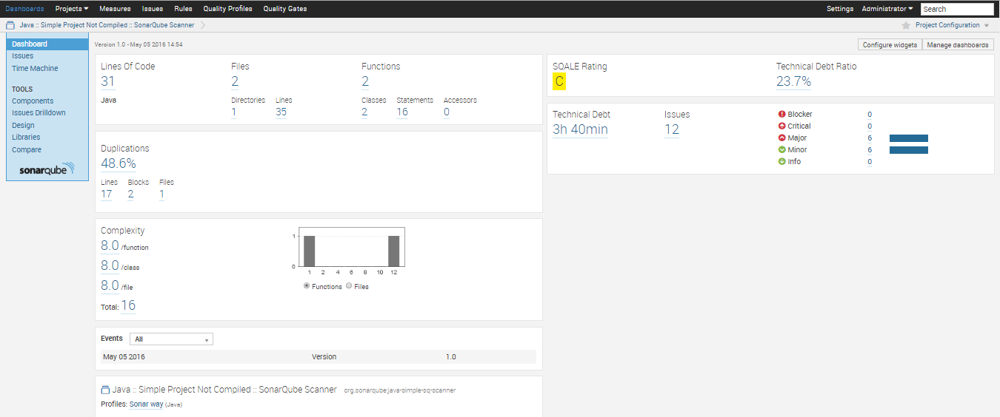 Dashboards Projects Measures Issues Rules Quality Profiles Quality Gates Settings Administrator Search
Java :: Simple Project Not Compiled :: SonarQube Scanner Project Configuration
Dashboard
Issues
Time Machine
TOOLS
Components
Issues Drilldown
Design
Libraries
Compare
sonarqube
Version 1.0 - May 05 2016 14:54 Configure widgets Manage dashboards
Lines Of Code Files Functions
31 2 2
Java Directories Lines Classes Statements Accessors
1 35 2 16 0
Duplications
48.6%
Lines Blocks Files
17 2 1
Complexity
8.0 /function
8.0 /class
8.0 /file
Total: 16
1
0
1 2 4 6 8 10 12
Functions Files
Events All
May 05 2016 Version 1.0
Java :: Simple Project Not Compiled :: SonarQube Scanner org.sonarqube:java-simple-sq-scanner
Profiles: Sonar way (Java)
SQALE Rating Technical Debt Ratio
C 23.7%
Technical Debt Issues
3h 40min 12
Blocker 0
Critical 0
Major 6
Minor 6
Info 0